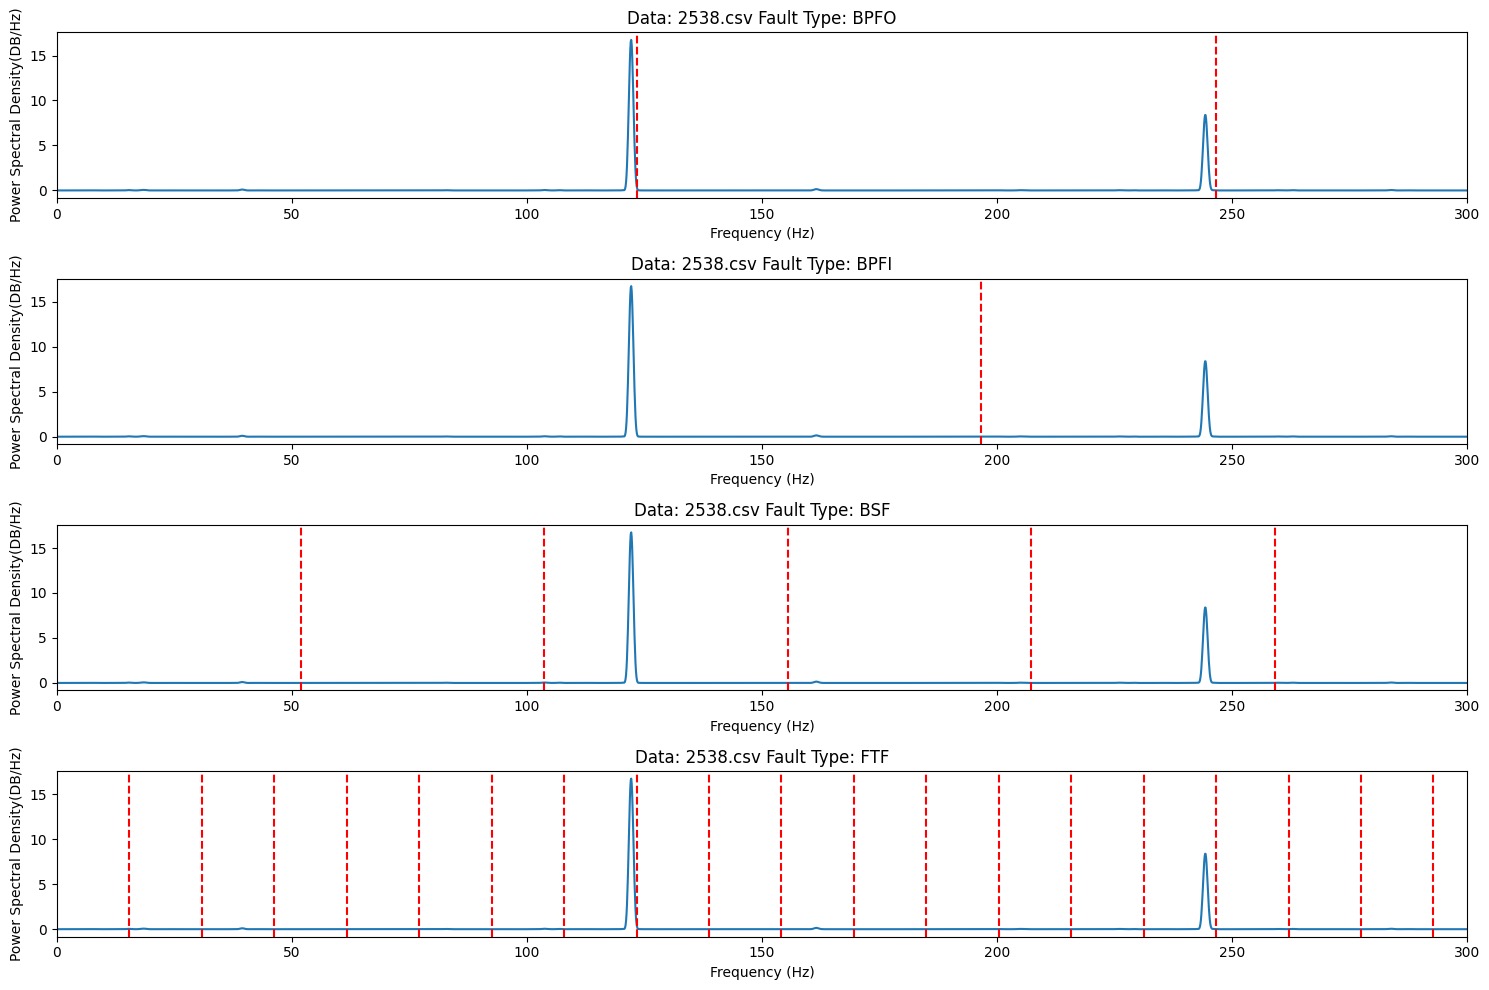 Data: 2538.csv Fault Type: BPFO
Power Spectral Density(DB/Hz)
15
10
5
0
0 50 100 150 200 250 300
Frequency (Hz)
Data: 2538.csv Fault Type: BPFI
Power Spectral Density(DB/Hz)
15
10
5
0
0 50 100 150 200 250 300
Frequency (Hz)
Data: 2538.csv Fault Type: BSF
Power Spectral Density(DB/Hz)
15
10
5
0
0 50 100 150 200 250 300
Frequency (Hz)
Data: 2538.csv Fault Type: FTF
Power Spectral Density(DB/Hz)
15
10
5
0
0 50 100 150 200 250 300
Frequency (Hz)